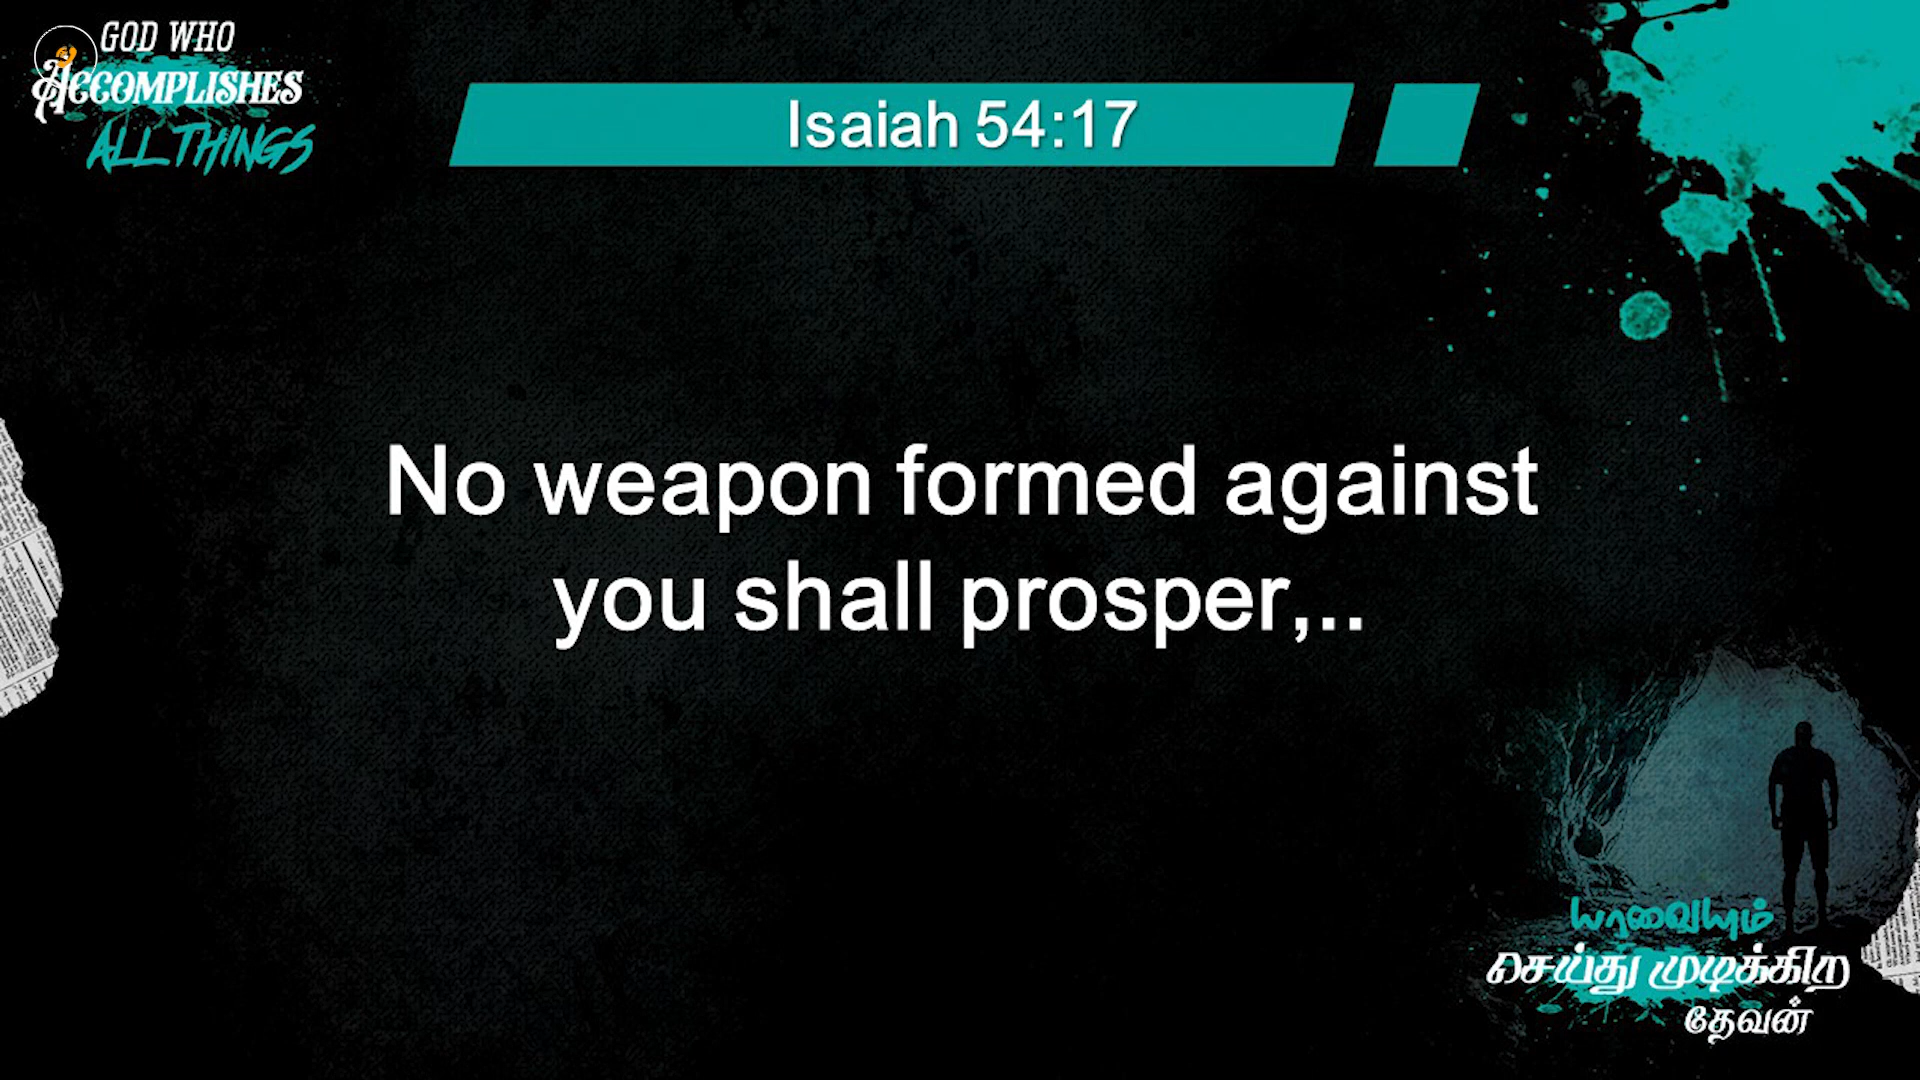 GOD WHO
ACCOMPLISHES
ALL THINGS
Isaiah 54:17
No weapon formed against
you shall prosper,..
யாவையும்
செய்து முடிக்கிற
தேவன்